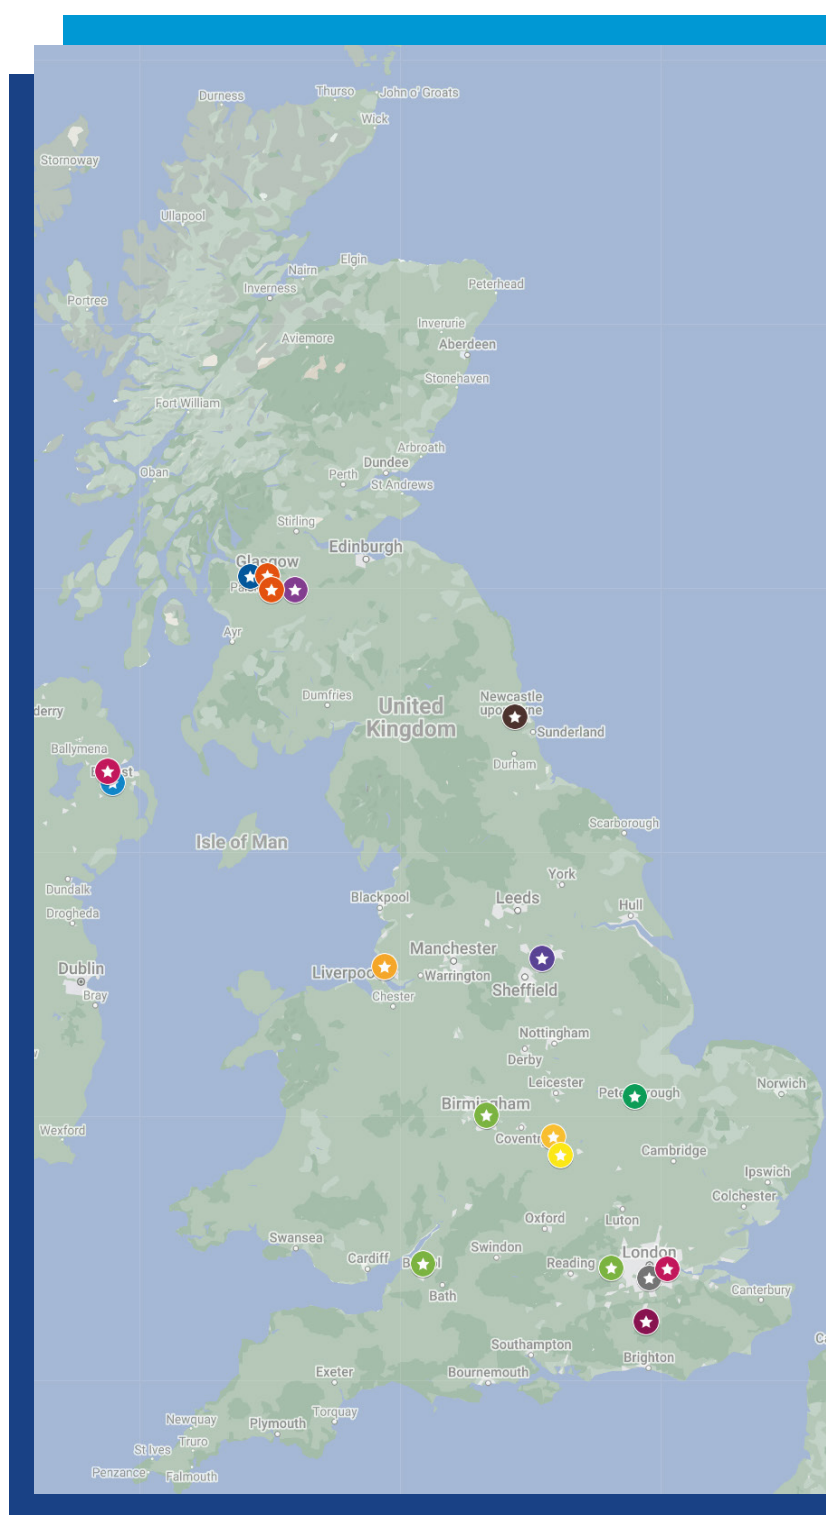 Durness
Thurso
John o' Groats
Wick
Stornoway
Ullapool
Elgin
Nairn
Inverness
Peterhead
Portree
Inverurie
Aviemore
Aberdeen
Stonehaven
Fort William
Arbroath
Dundee
Oban
Perth
St Andrews
Stirling
Edinburgh
Glasgow
Ayr
Dumfries
United
Kingdom
Newcastle
Sunderland
derry
Ballymena
Durham
Isle of Man
Scarborough
York
Dundalk
Blackpool
Leeds
Hull
Drogheda
Manchester
Dublin
Liverpoo
Warrington
Sheffield
Bray
Chester
Nottingham
Derby
Leicester
Norwich
Birmingham
Wexford
Coventr
Cambridge
Ipswich
Colchester
Oxford
Luton
Swansea
Swindon
London
Cardiff
Reading
Bath
Canterbury
Southampton
Brighton
Exeter
Bournemouth
Torquay
Newquay
Plymouth
Truro
St Ives
Penzance
Falmouth